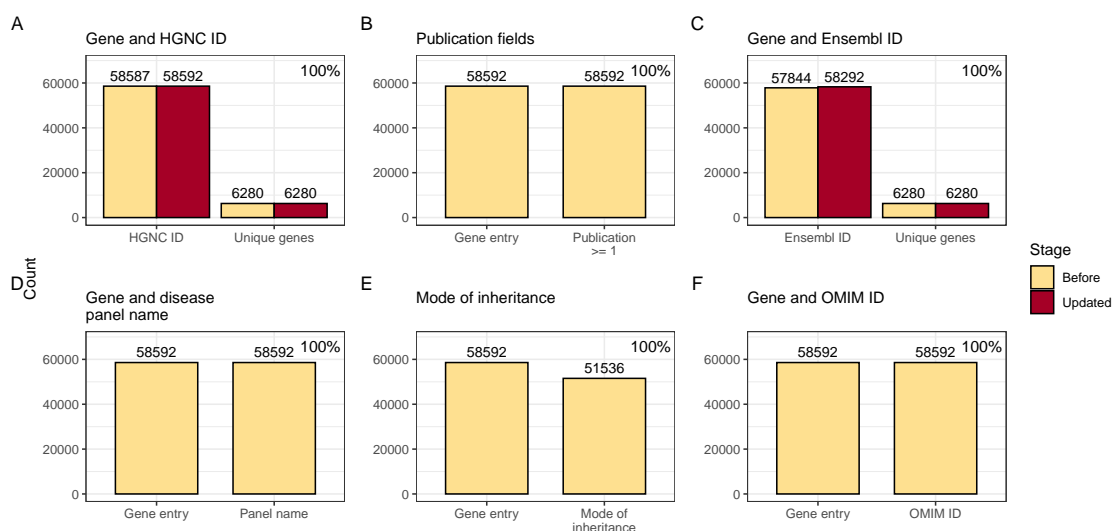 A
Gene and HGNC ID
58587 58592
100%
6280 6280
60000
40000
20000
0
HGNC ID
Unique genes
B
Publication fields
58592
58592
100%
Gene entry
Publication
>= 1
C
Gene and Ensembl ID
57844 58292
100%
6280 6280
60000
40000
20000
0
Ensembl ID
Unique genes
Count
D
Gene and disease
panel name
58592
58592
100%
60000
40000
20000
0
Gene entry
Panel name
E
Mode of inheritance
58592
51536
100%
Gene entry
Mode of
inheritance
60000
40000
20000
0
F
Gene and OMIM ID
58592
58592
100%
60000
40000
20000
0
Gene entry
OMIM ID
Stage
Before
Updated